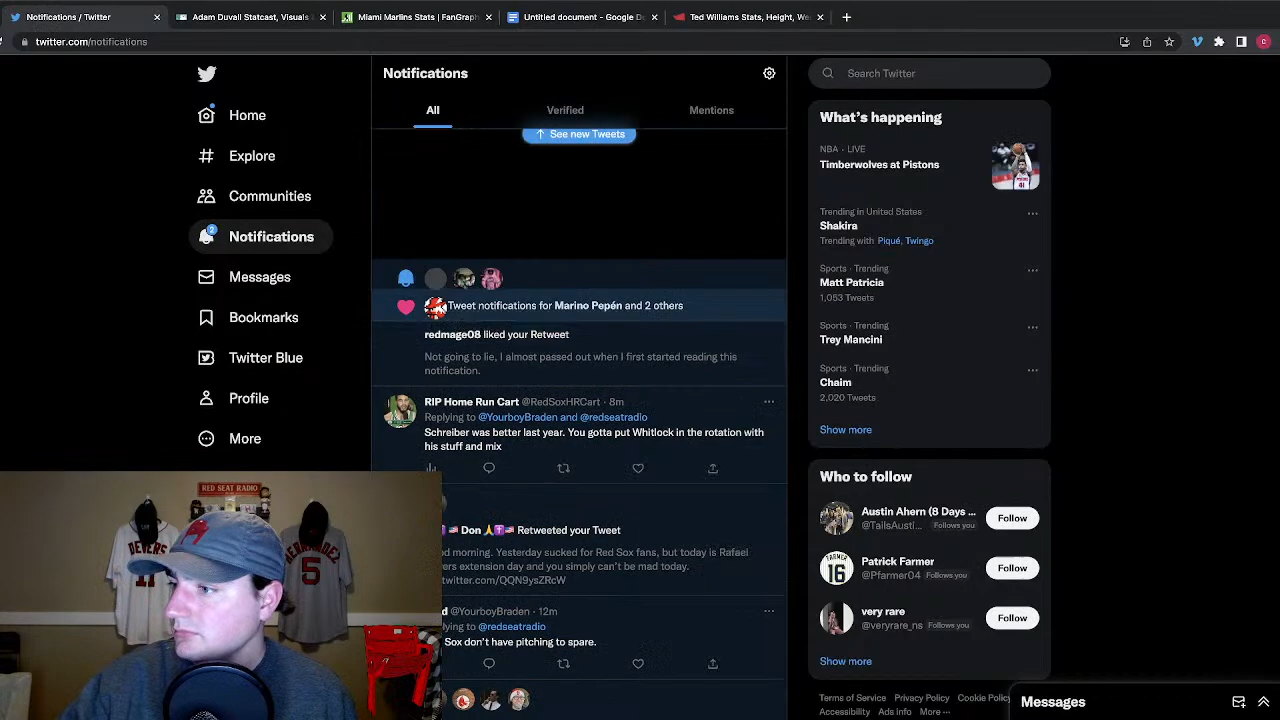 Notifications / Twitter
Adam Duvall Statcast, Visuals
Miami Marlins Stats | FanGraph
Untitled document - Google D
Ted Williams Stats, Height, We
twitter.com/notifications
Home
Explore
Communities
2
Notifications
Messages
Bookmarks
Twitter Blue
Profile
More
Notifications
All
Verified
Mentions
See new Tweets
Tweet notifications for Marino Pepén and 2 others
redmage08 liked your Retweet
Not going to lie, I almost passed out when I first started reading this
notification.
RIP Home Run Cart @RedSoxHRCart · 8m
Replying to @YourboyBraden and @redseatradio
Schreiber was better last year. You gotta put Whitlock in the rotation with
his stuff and mix
Don Retweeted your Tweet
d morning. Yesterday sucked for Red Sox fans, but today is Rafael
ers extension day and you simply can't be mad today.
twitter.com/QQN9ysZRcW
d @YourboyBraden · 12m
ying to @redseatradio
Sox don't have pitching to spare.
Search Twitter
What's happening
NBA · LIVE
Timberwolves at Pistons
Trending in United States
Shakira
Trending with Piqué, Twingo
Sports · Trending
Matt Patricia
1,053 Tweets
Sports · Trending
Trey Mancini
Sports · Trending
Chaim
2,020 Tweets
Show more
Who to follow
Austin Ahern (8 Days ...
@TailsAusti... Follows you
Follow
Patrick Farmer
@Pfarmer04 Follows you
Follow
very rare
@veryrare_ns Follows you
Follow
Show more
Terms of Service Privacy Policy Cookie Polic
Accessibility Ads info More ...
Messages
RED SEAT RADIO
DEVERS
11
HERNÁNDEZ
5